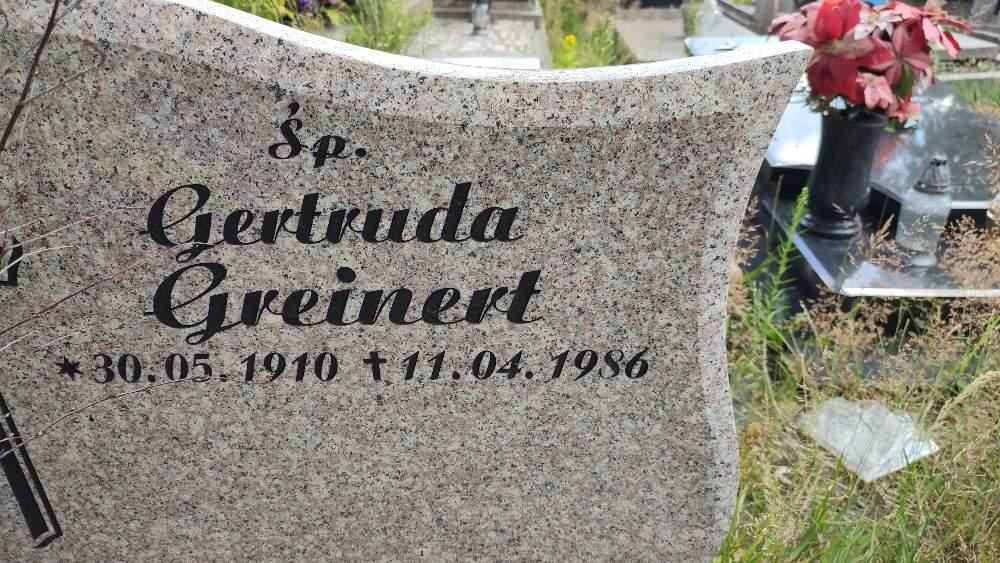 Śp.
Gertruda
Greinert
★ 30.05.1910 ✝ 11.04.1986